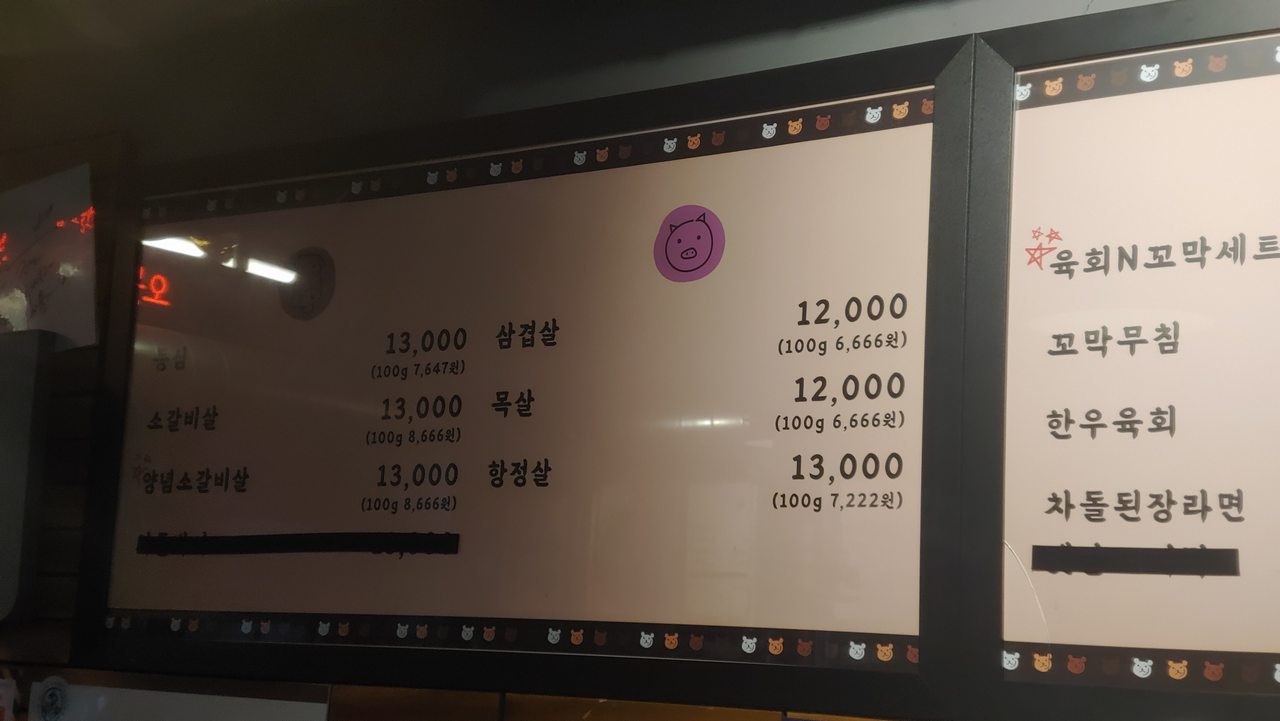 등심 13,000
(100g 7,647원)
소갈비살 13,000
(100g 8,666원)
양념소갈비살 13,000
(100g 8,666원)
삼겹살 12,000
(100g 6,666원)
목살 12,000
(100g 6,666원)
항정살 13,000
(100g 7,222원)
육회N꼬막세트
꼬막무침
한우육회
차돌된장라면